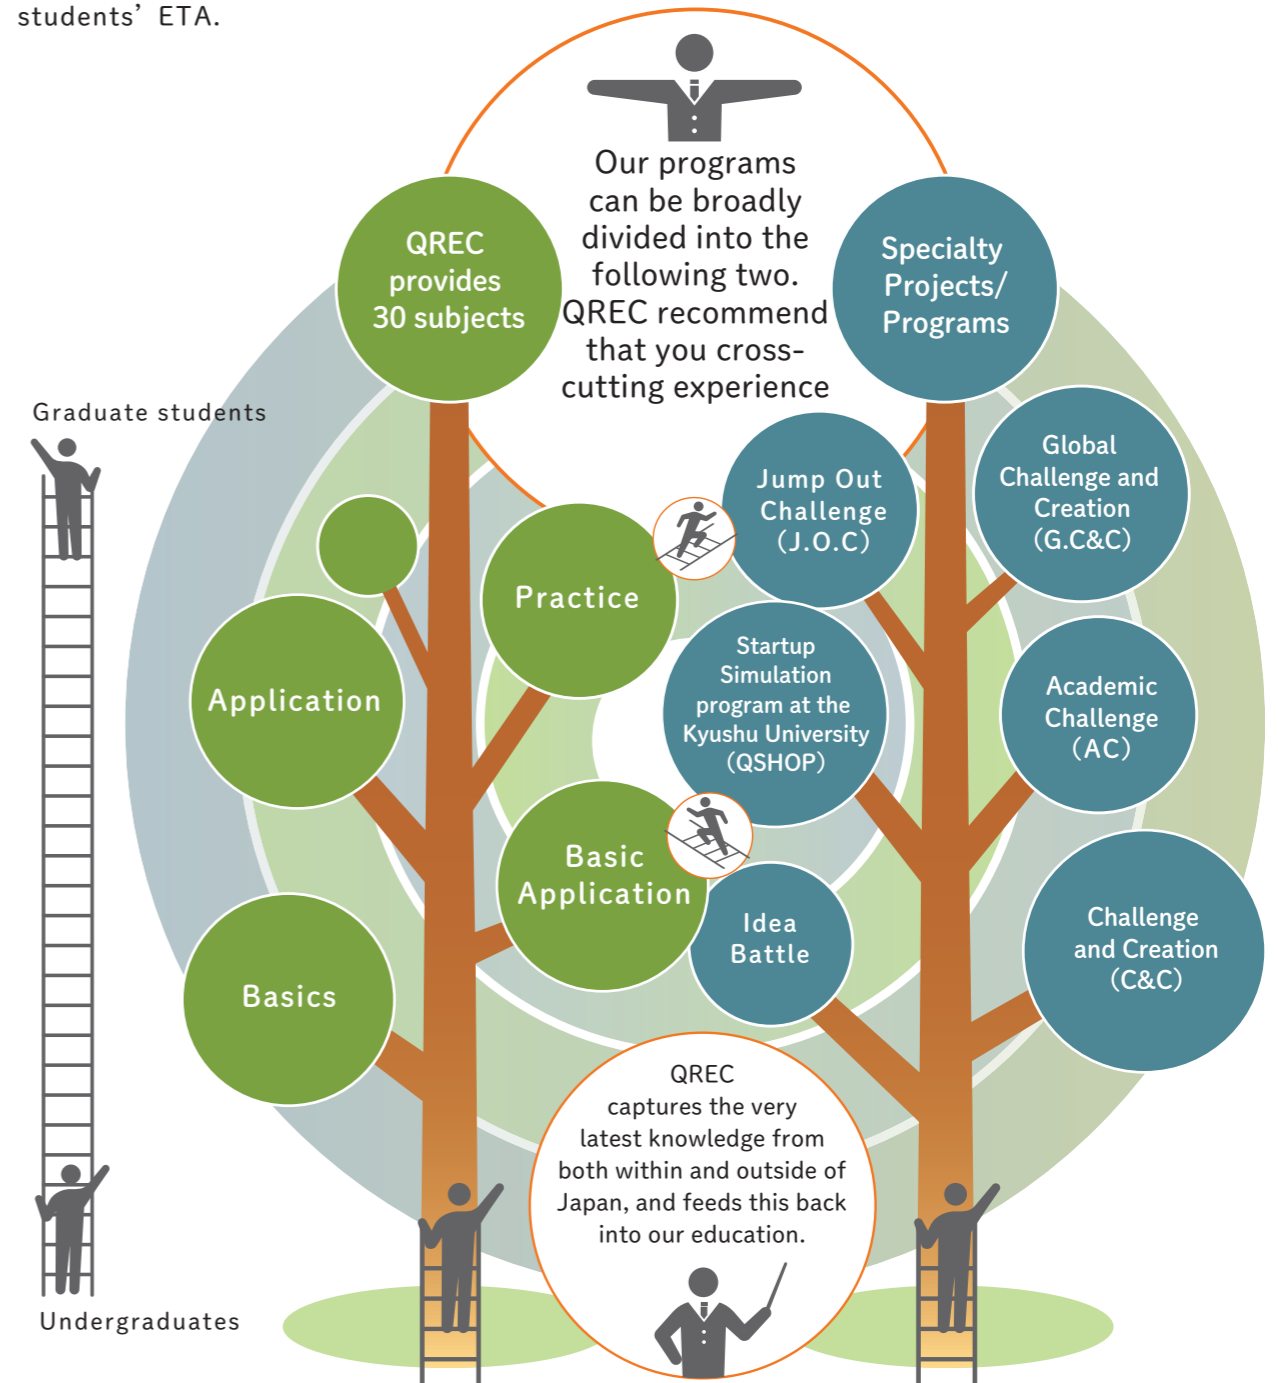 students’ ETA.
Our programs
can be broadly
divided into the
following two.
QREC recommend
that you cross-
cutting experience
QREC
provides
30 subjects
Specialty
Projects/
Programs
Graduate students
Jump Out
Challenge
(J.O.C)
Global
Challenge and
Creation
(G.C&C)
Practice
Application
Startup
Simulation
program at the
Kyushu University
(QSHOP)
Academic
Challenge
(AC)
Basic
Application
Idea
Battle
Challenge
and Creation
(C&C)
Basics
QREC
captures the very
latest knowledge from
both within and outside of
Japan, and feeds this back
into our education.
Undergraduates